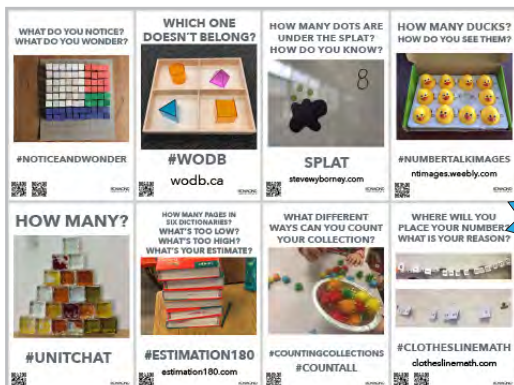 WHAT DO YOU NOTICE?
WHAT DO YOU WONDER?
#NOTICEANDWONDER
WHICH ONE
DOESN'T BELONG?
#WODB
wodb.ca
HOW MANY DOTS ARE
UNDER THE SPLAT?
HOW DO YOU KNOW?
8
SPLAT
stevewyborney.com
HOW MANY DUCKS?
HOW DO YOU SEE THEM?
#NUMBERTALKIMAGES
ntimages.weebly.com
HOW MANY?
#UNITCHAT
HOW MANY PAGES IN
SIX DICTIONARIES?
WHAT'S TOO LOW?
WHAT'S TOO HIGH?
WHAT'S YOUR ESTIMATE?
#ESTIMATION180
estimation180.com
WHAT DIFFERENT
WAYS CAN YOU COUNT
YOUR COLLECTION?
#COUNTINGCOLLECTIONS
#COUNTALL
WHERE WILL YOU
PLACE YOUR NUMBER?
WHAT IS YOUR REASON?
#CLOTHESLINEMATH
clotheslinemath.com